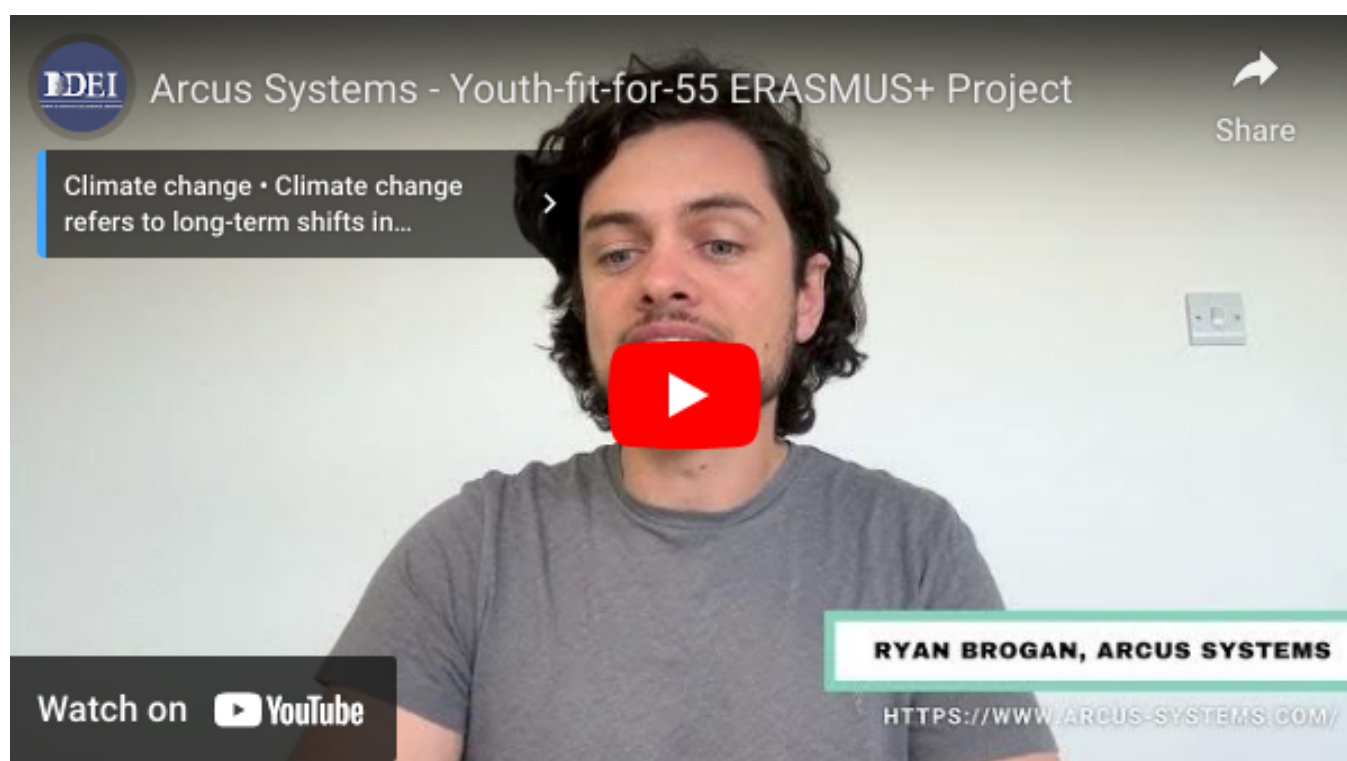 DEI
Arcus Systems - Youth-fit-for-55 ERASMUS+ Project
Share
Climate change • Climate change
refers to long-term shifts in…
RYAN BROGAN, ARCUS SYSTEMS
Watch on YouTube
HTTPS://WWW.ARCUS-SYSTEMS.COM/